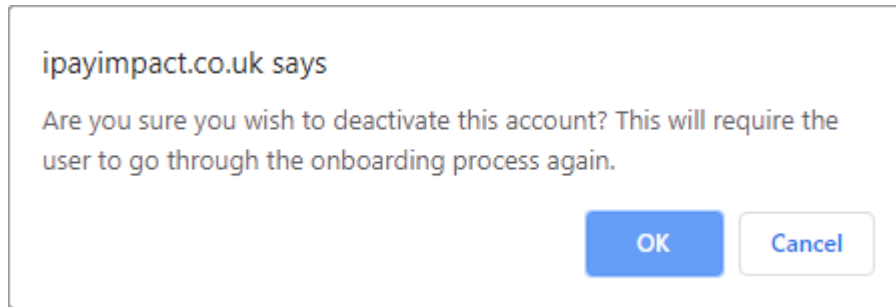 ipayimpact.co.uk says
Are you sure you wish to deactivate this account? This will require the
user to go through the onboarding process again.
OK
Cancel